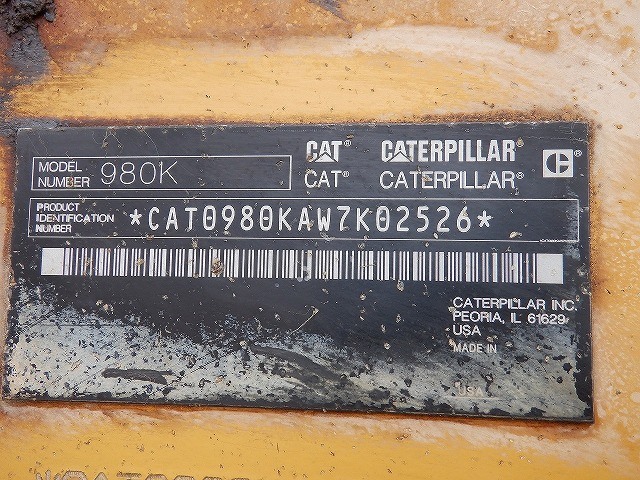 CAT® CATERPILLAR®
MODEL NUMBER 980K
CAT® CATERPILLAR®
PRODUCT IDENTIFICATION NUMBER *CAT0980KAW7K02526*
CATERPILLAR INC.
PEORIA, IL 61629
USA
MADE IN
USA